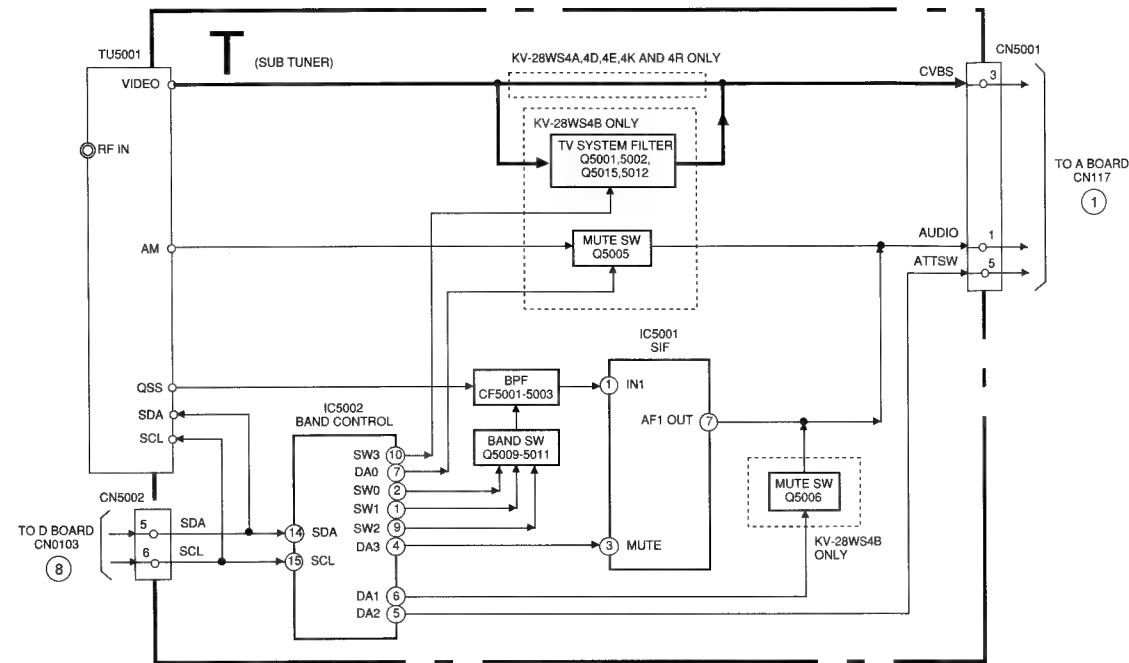 T (SUB TUNER)
TU5001
VIDEO
RF IN
AM
QSS
SDA
SCL
KV-28WS4A,4D,4E,4K AND 4R ONLY
KV-28WS4B ONLY
TV SYSTEM FILTER
Q5001,5002,
Q5015,5012
MUTE SW
Q5005
CN5001
CVBS 3
AUDIO 1
ATTSW 5
TO A BOARD
CN117
1
BPF
CF5001-5003
BAND SW
Q5009-5011
IC5001
SIF
1 IN1
AF1 OUT 7
3 MUTE
MUTE SW
Q5006
KV-28WS4B
ONLY
IC5002
BAND CONTROL
SW3 10
DA0 7
SW0 2
SW1 1
SW2 9
DA3 4
DA1 6
DA2 5
14 SDA
15 SCL
CN5002
5 SDA
6 SCL
TO D BOARD
CN0103
8